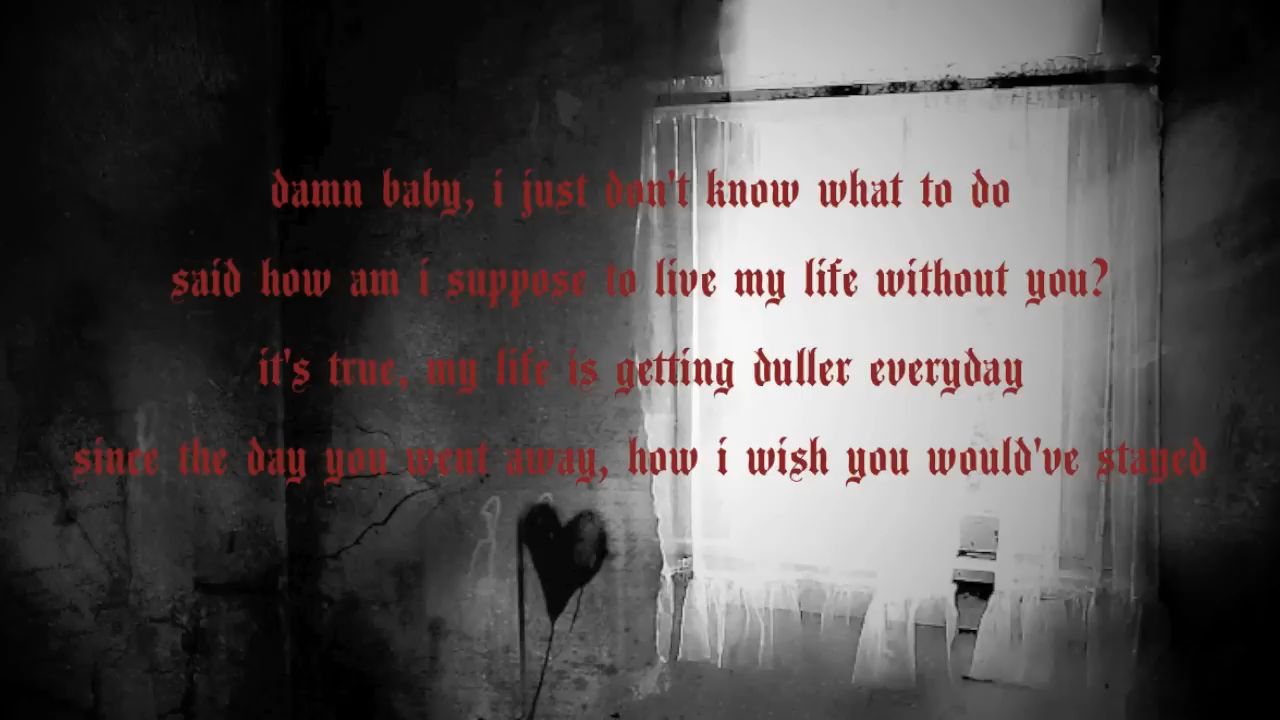 damn baby, i just don't know what to do
said how am i suppose to live my life without you?
it's true, my life is getting duller everyday
since the day you went away, how i wish you would've stayed